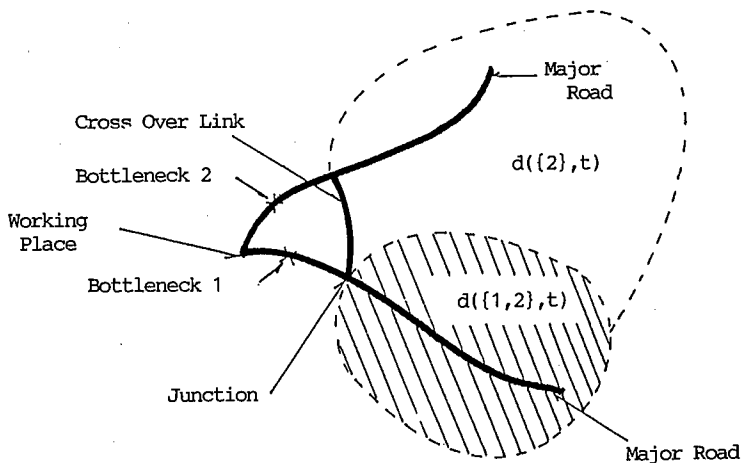 Major
Road
Cross Over Link
d({2},t)
Bottleneck 2
Working
Place
Bottleneck 1
d({1,2},t)
Junction
Major Road